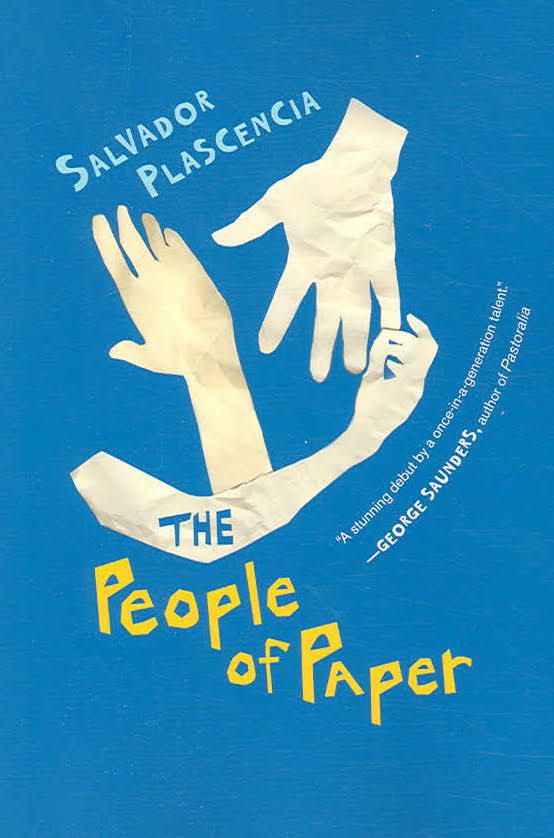 SALVADOR
PLASCENCIA
"A stunning debut by a once-in-a-generation talent."
—GEORGE SAUNDERS, author of Pastoralia
THE
PEOPLE
OF PAPER